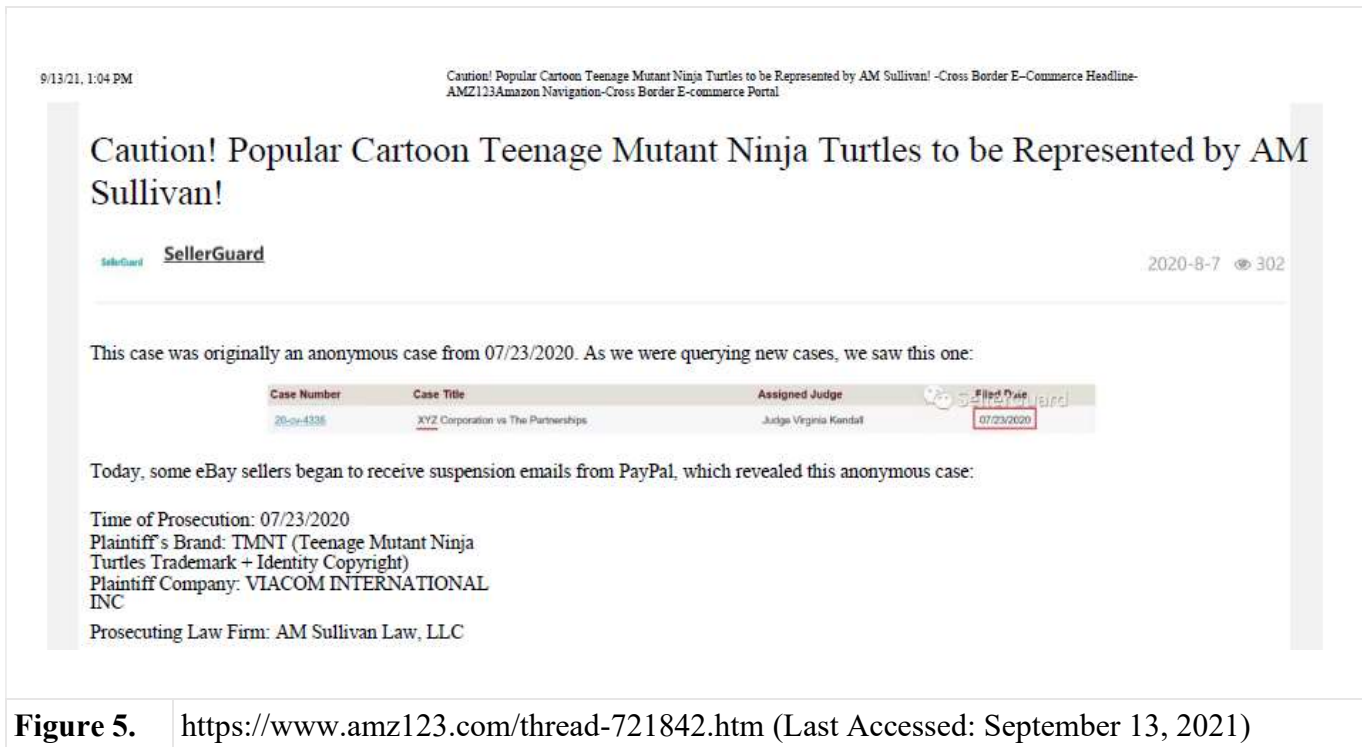 9/13/21, 1:04 PM
Caution! Popular Cartoon Teenage Mutant Ninja Turtles to be Represented by AM Sullivan! -Cross Border E–Commerce Headline-
AMZ123Amazon Navigation-Cross Border E-commerce Portal
Caution! Popular Cartoon Teenage Mutant Ninja Turtles to be Represented by AM
Sullivan!
SellerGuard SellerGuard
2020-8-7 302
This case was originally an anonymous case from 07/23/2020. As we were querying new cases, we saw this one:
Case Number Case Title Assigned Judge Filed Date
SellerGuard
20-cv-4336 XYZ Corporation vs The Partnerships Judge Virginia Kendall 07/23/2020
Today, some eBay sellers began to receive suspension emails from PayPal, which revealed this anonymous case:
Time of Prosecution: 07/23/2020
Plaintiff's Brand: TMNT (Teenage Mutant Ninja
Turtles Trademark + Identity Copyright)
Plaintiff Company: VIACOM INTERNATIONAL
INC
Prosecuting Law Firm: AM Sullivan Law, LLC
Figure 5. https://www.amz123.com/thread-721842.htm (Last Accessed: September 13, 2021)